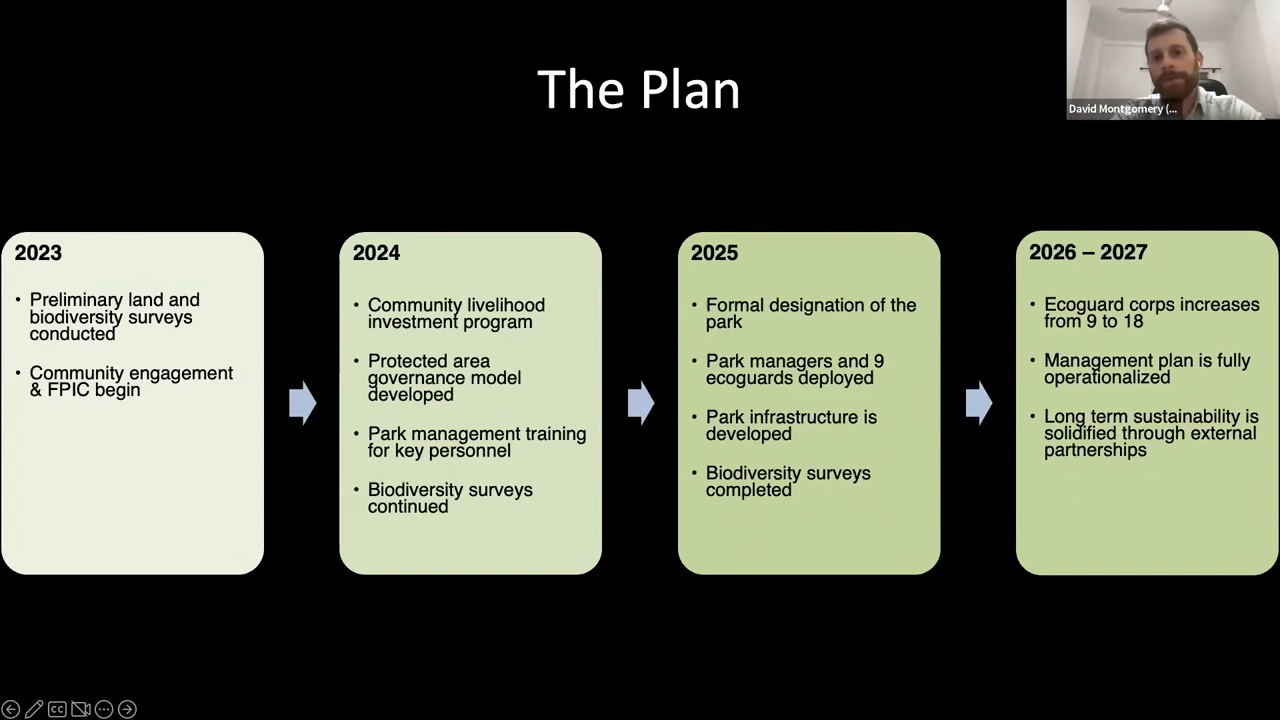 The Plan
David Montgomery (...
2023
• Preliminary land and
biodiversity surveys
conducted
• Community engagement
& FPIC begin
2024
• Community livelihood
investment program
• Protected area
governance model
developed
• Park management training
for key personnel
• Biodiversity surveys
continued
2025
• Formal designation of the
park
• Park managers and 9
ecoguards deployed
• Park infrastructure is
developed
• Biodiversity surveys
completed
2026 – 2027
• Ecoguard corps increases
from 9 to 18
• Management plan is fully
operationalized
• Long term sustainability is
solidified through external
partnerships
CC